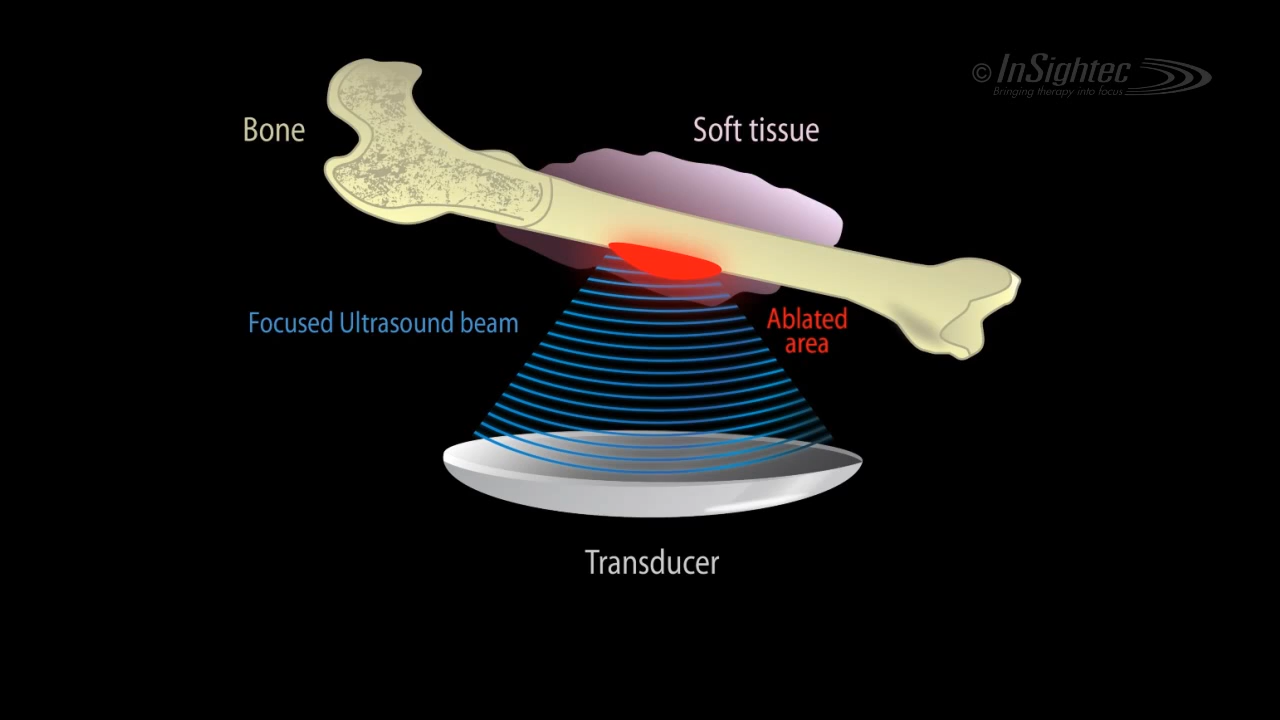 © InSightec
Bringing therapy into focus
Bone
Soft tissue
Focused Ultrasound beam
Ablated
area
Transducer